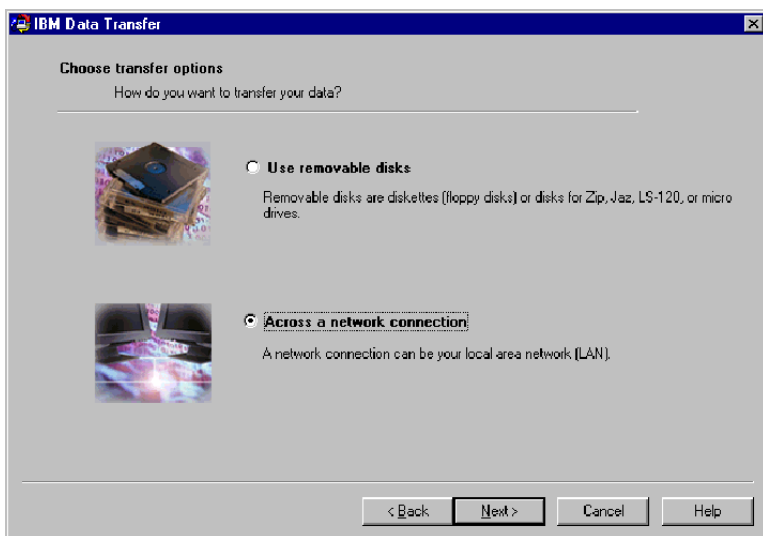 IBM Data Transfer
Choose transfer options
How do you want to transfer your data?
Use removable disks
Removable disks are diskettes (floppy disks) or disks for Zip, Jaz, LS-120, or micro
drives.
Across a network connection
A network connection can be your local area network (LAN).
< Back
Next >
Cancel
Help